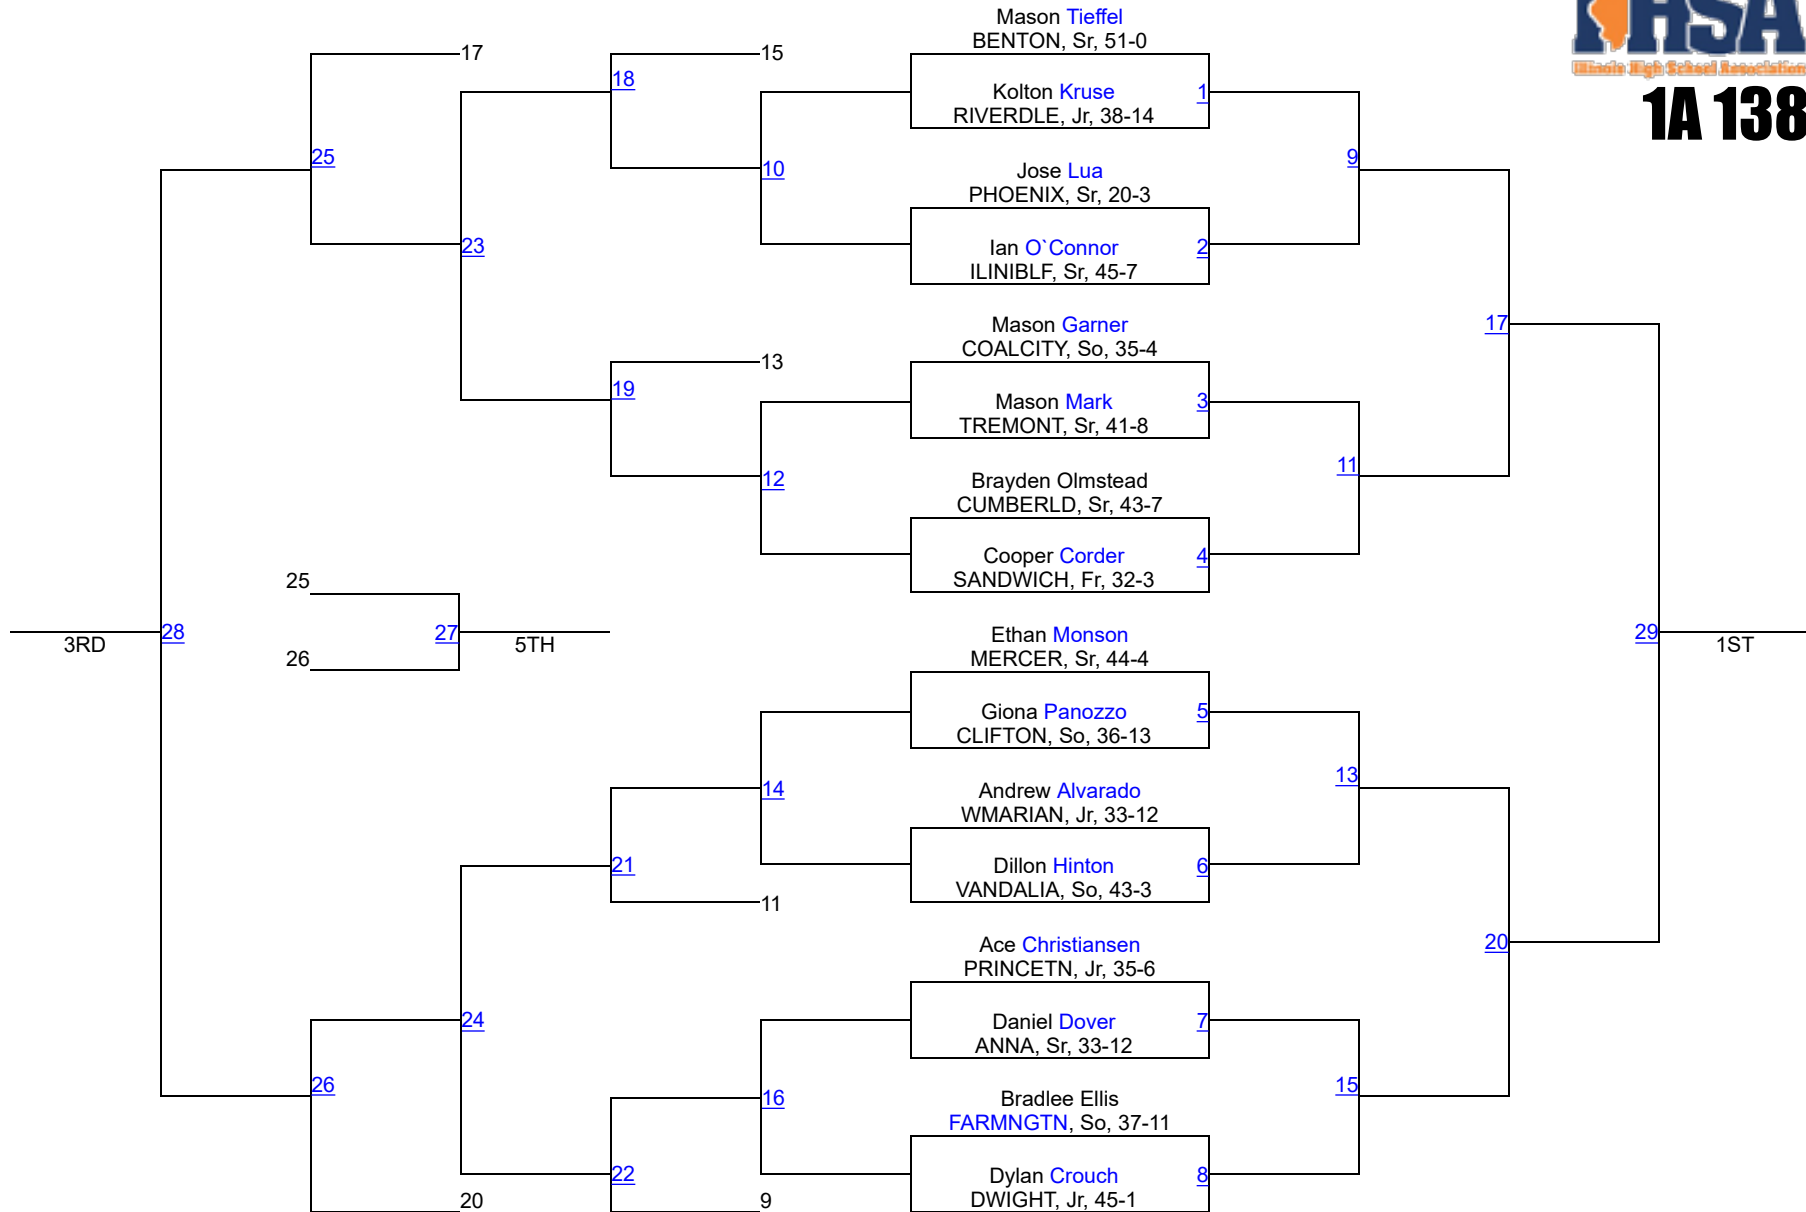 Mason Tieffel
BENTON, Sr, 51-0
HSA
Illinois High School Association
1A 138
17
15
18
Kolton Kruse
1
RIVERDLE, Jr, 38-14
25
10
Jose Lua
9
PHOENIX, Sr, 20-3
23
Ian O`Connor
2
ILINIBLF, Sr, 45-7
Mason Garner
17
COALCITY, So, 35-4
13
19
Mason Mark
3
TREMONT, Sr, 41-8
12
Brayden Olmstead
11
CUMBERLD, Sr, 43-7
Cooper Corder
4
SANDWICH, Fr, 32-3
25
3RD
28
27
5TH
26
Ethan Monson
29
1ST
MERCER, Sr, 44-4
Giona Panozzo
5
CLIFTON, So, 36-13
14
Andrew Alvarado
13
WMARIAN, Jr, 33-12
21
Dillon Hinton
6
VANDALIA, So, 43-3
11
Ace Christiansen
20
PRINCETN, Jr, 35-6
24
Daniel Dover
7
ANNA, Sr, 33-12
26
16
Bradlee Ellis
15
FARMNGTN, So, 37-11
22
Dylan Crouch
8
DWIGHT, Jr, 45-1
20
9